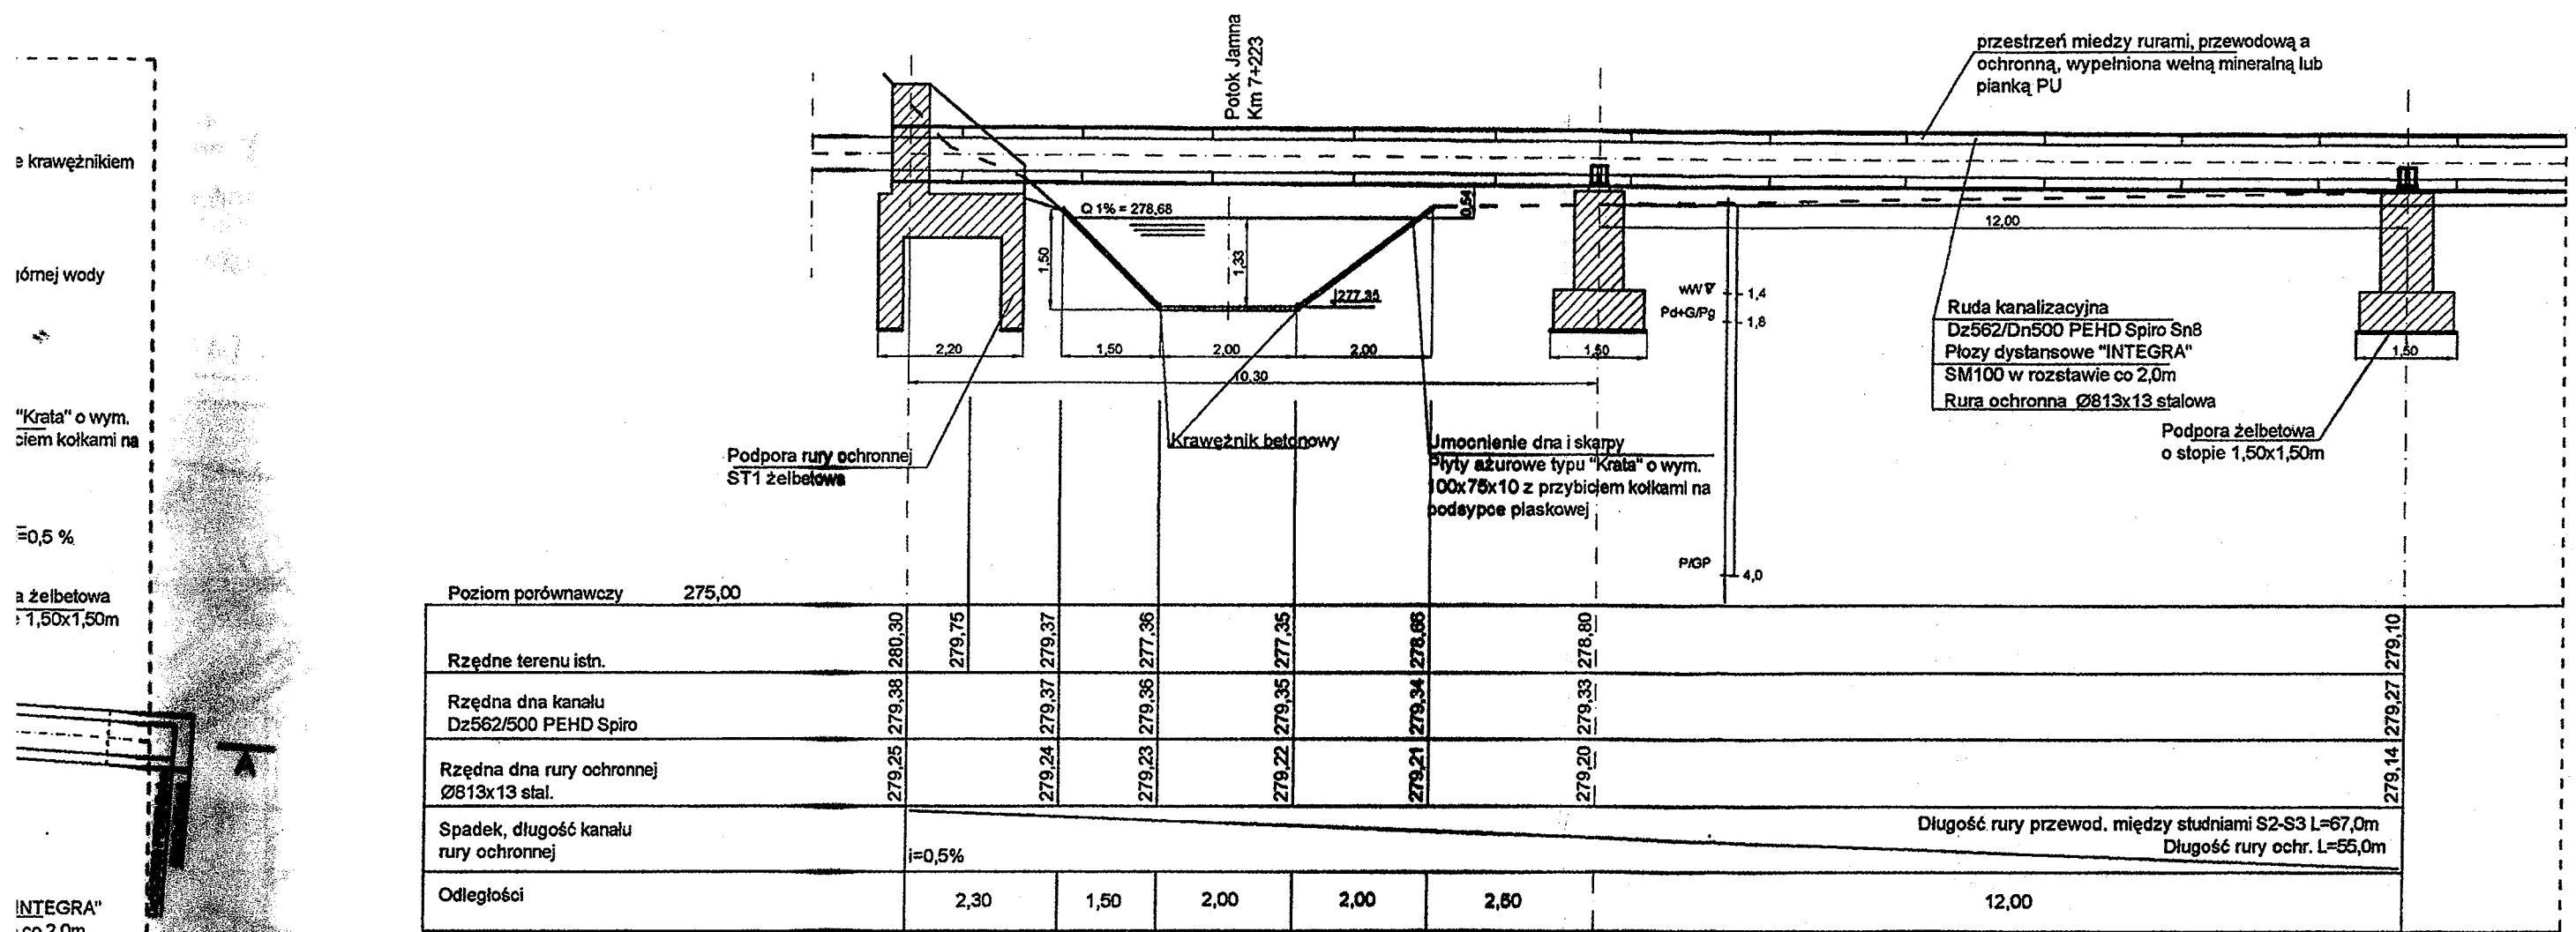 e krawężnikiem
górnej wody
"Krata" o wym.
ciem kołkami na
=0,5 %
a żelbetowa
1,50x1,50m
A
INTEGRA"
co 2,0m
Potok Jamna
Km 7+223
przestrzeń miedzy rurami, przewodową a
ochronną, wypełniona wełną mineralną lub
pianką PU
Q 1% = 278,68
0,54
1,50
1,33
277,35
12,00
wW
1,4
Pd+G/Pg
1,8
2,20
1,50
2,00
2,00
1,50
1,50
10,30
Ruda kanalizacyjna
Dz562/Dn500 PEHD Spiro Sn8
Płozy dystansowe "INTEGRA"
SM100 w rozstawie co 2,0m
Rura ochronna Ø813x13 stalowa
Podpora żelbetowa
o stopie 1,50x1,50m
Podpora rury ochronnej
ST1 żelbetowa
Krawężnik betonowy
Umocnienie dna i skarpy
Płyty ażurowe typu "Krata" o wym.
100x75x10 z przybiciem kołkami na
podsypce piaskowej
P/GP
4,0
Poziom porównawczy 275,00
Rzędne terenu istn. 280,30 279,75 279,37 277,36 277,35 278,66 278,80 279,10
Rzędna dna kanału
Dz562/500 PEHD Spiro
279,38 279,37 279,36 279,35 279,34 279,33 279,27
Rzędna dna rury ochronnej
Ø813x13 stal.
279,25 279,24 279,23 279,22 279,21 279,20 279,14
Spadek, długość kanału
rury ochronnej
i=0,5%
Długość rury przewod. między studniami S2-S3 L=67,0m
Długość rury ochr. L=55,0m
Odległości 2,30 1,50 2,00 2,00 2,50 12,00